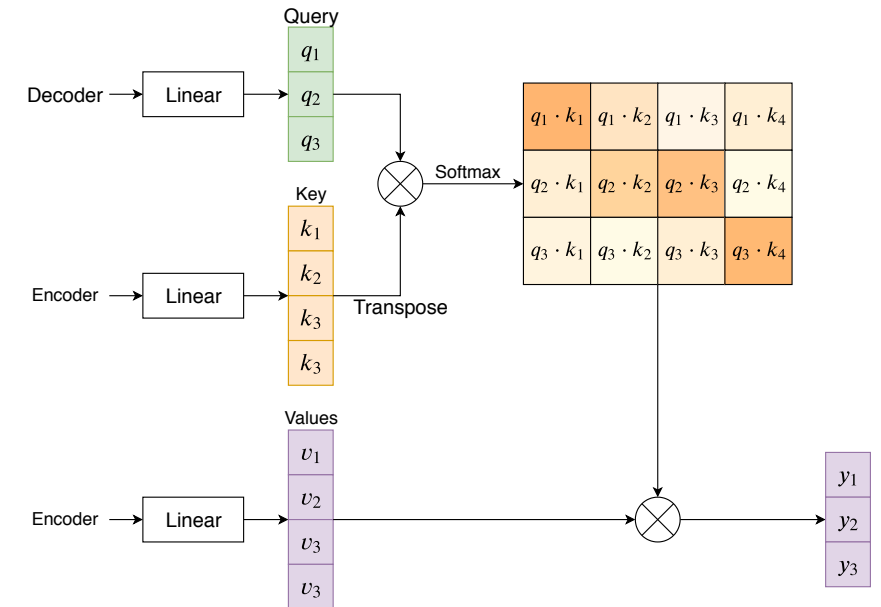 Query
q1
Decoder
Linear
q2
q3
Softmax
q1 · k1 q1 · k2 q1 · k3 q1 · k4
q2 · k1 q2 · k2 q2 · k3 q2 · k4
q3 · k1 q3 · k2 q3 · k3 q3 · k4
Key
k1
k2
Encoder
Linear
k3
k3
Transpose
Values
v1
v2
Encoder
Linear
v3
v3
y1
y2
y3